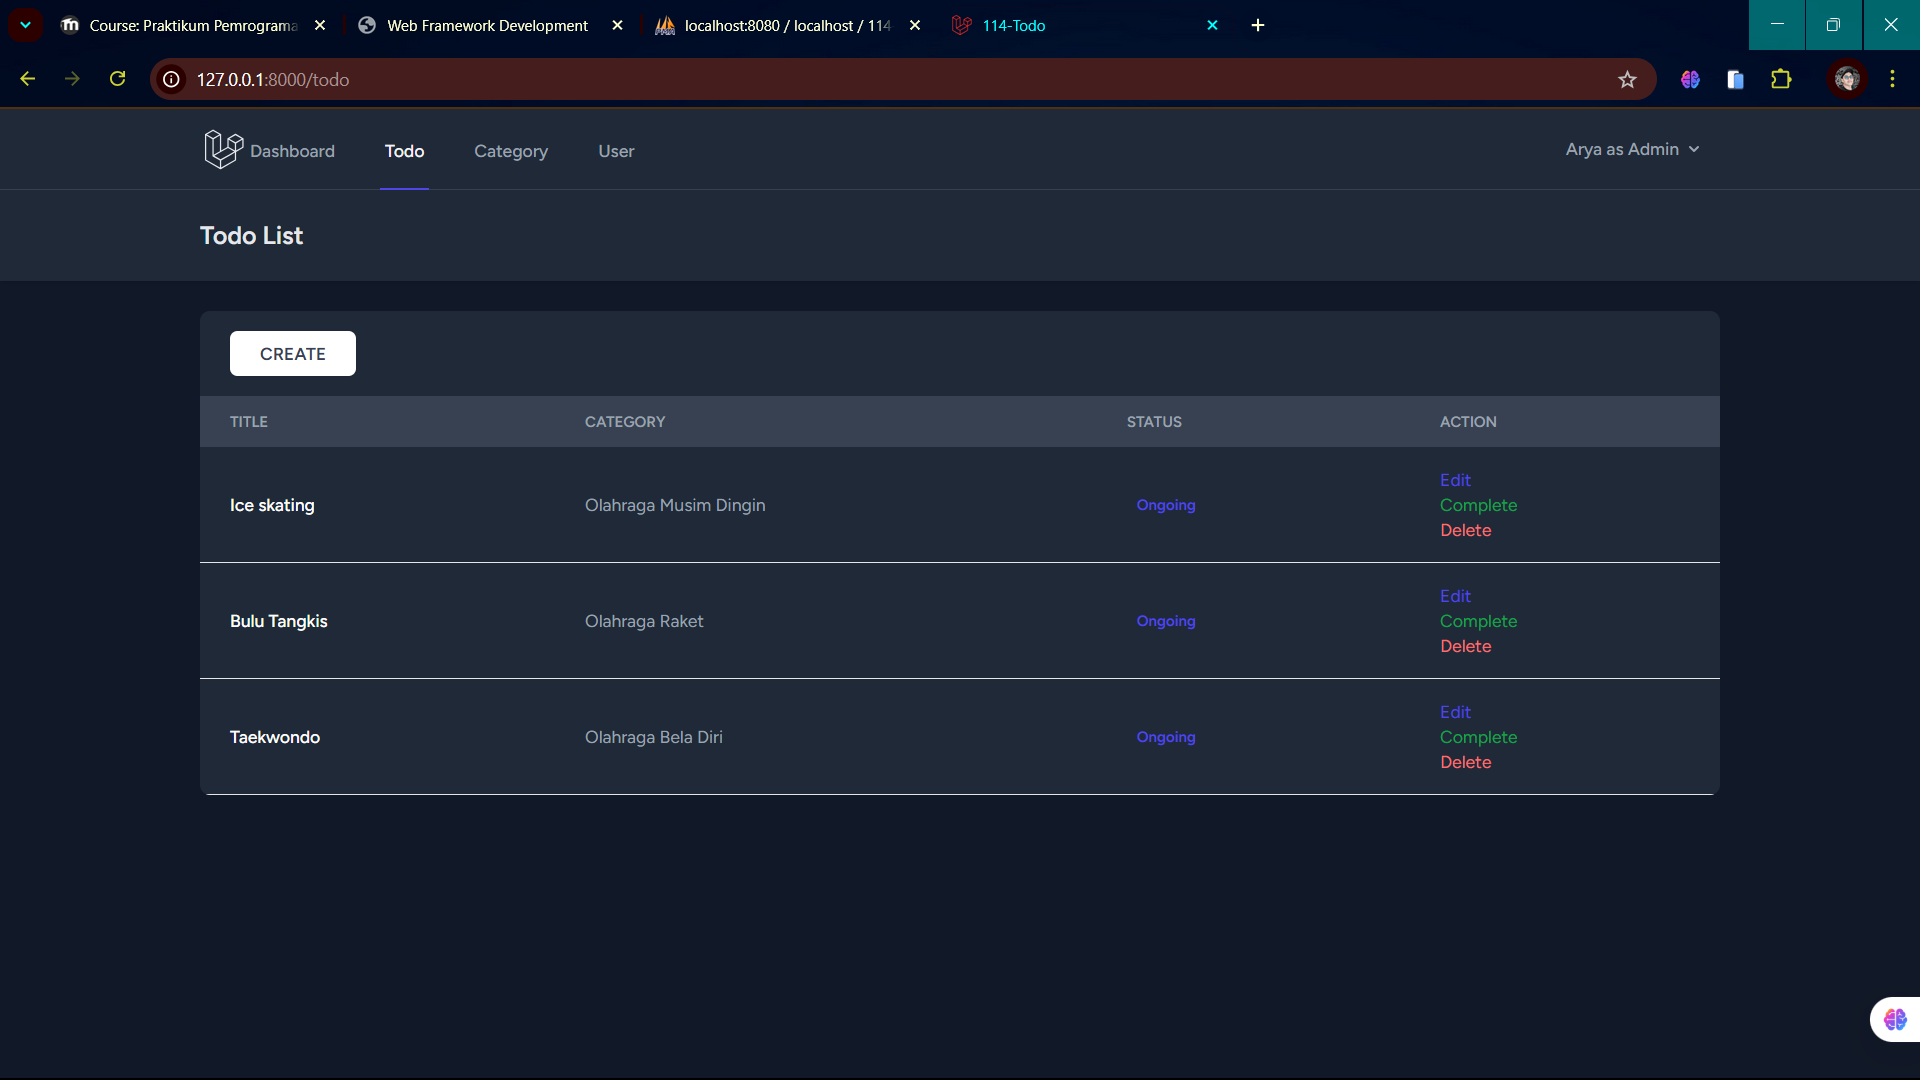 Course: Praktikum Pemrograma
Web Framework Development
localhost:8080 / localhost / 114
114-Todo
127.0.0.1:8000/todo
Dashboard
Todo
Category
User
Arya as Admin
Todo List
CREATE
TITLE CATEGORY STATUS ACTION
Edit
Ice skating Olahraga Musim Dingin Ongoing Complete
Delete
Edit
Bulu Tangkis Olahraga Raket Ongoing Complete
Delete
Edit
Taekwondo Olahraga Bela Diri Ongoing Complete
Delete